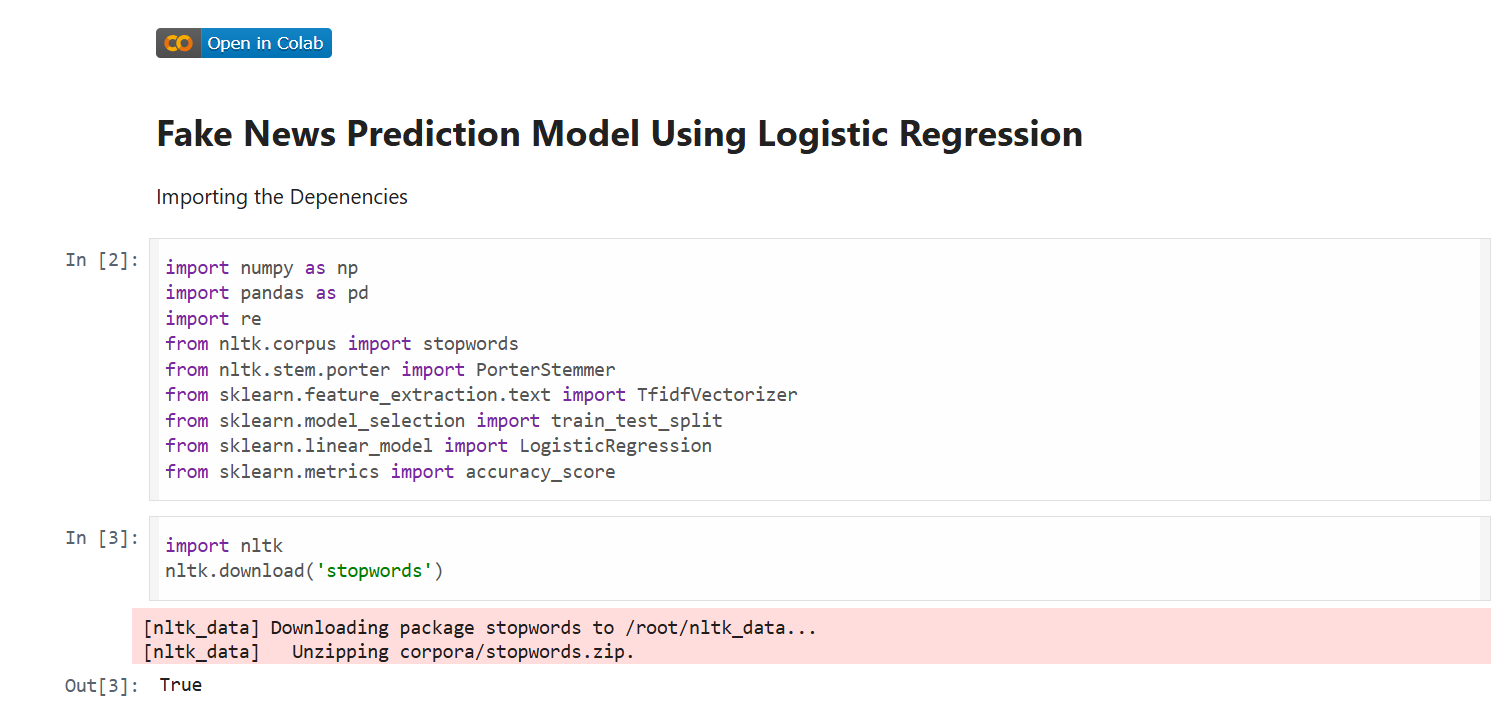 Open in Colab
Fake News Prediction Model Using Logistic Regression
Importing the Depenencies
In [2]:
import numpy as np
import pandas as pd
import re
from nltk.corpus import stopwords
from nltk.stem.porter import PorterStemmer
from sklearn.feature_extraction.text import TfidfVectorizer
from sklearn.model_selection import train_test_split
from sklearn.linear_model import LogisticRegression
from sklearn.metrics import accuracy_score
In [3]:
import nltk
nltk.download('stopwords')
[nltk_data] Downloading package stopwords to /root/nltk_data...
[nltk_data]   Unzipping corpora/stopwords.zip.
Out[3]: True